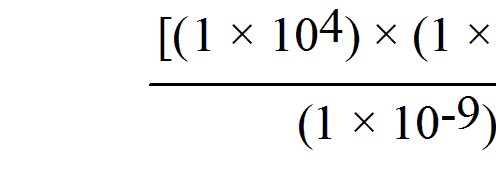 [(1 × 10⁴) × (1 ×
(1 × 10⁻⁹)